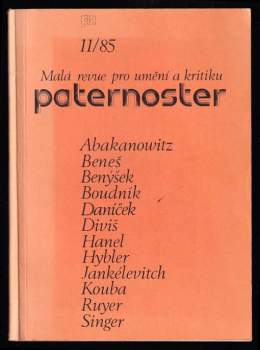 11/85
Malá revue pro umění a kritiku
paternoster
Abakanowitz
Beneš
Benýšek
Boudník
Daníček
Diviš
Hanel
Hybler
Jankélevitch
Kouba
Ruyer
Singer